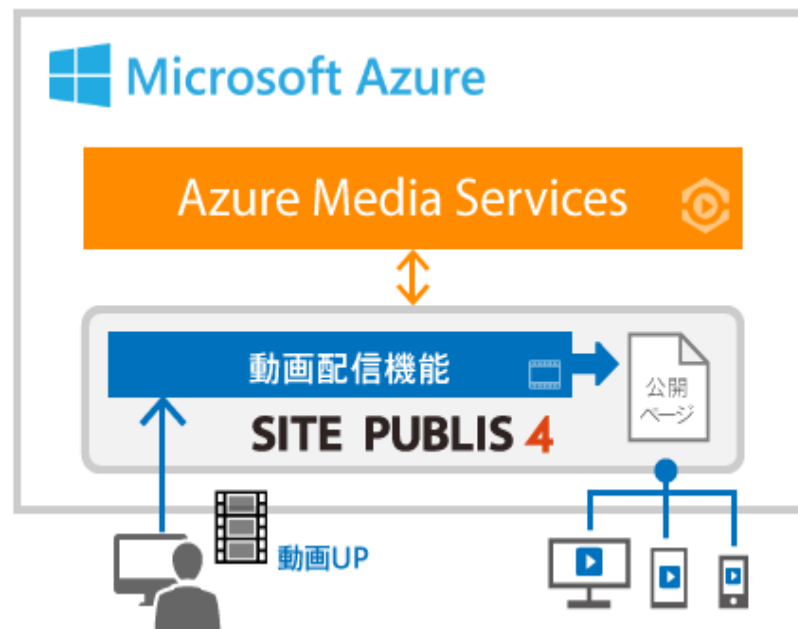 Microsoft Azure
Azure Media Services
動画配信機能
公開
ページ
SITE PUBLIS 4
動画UP